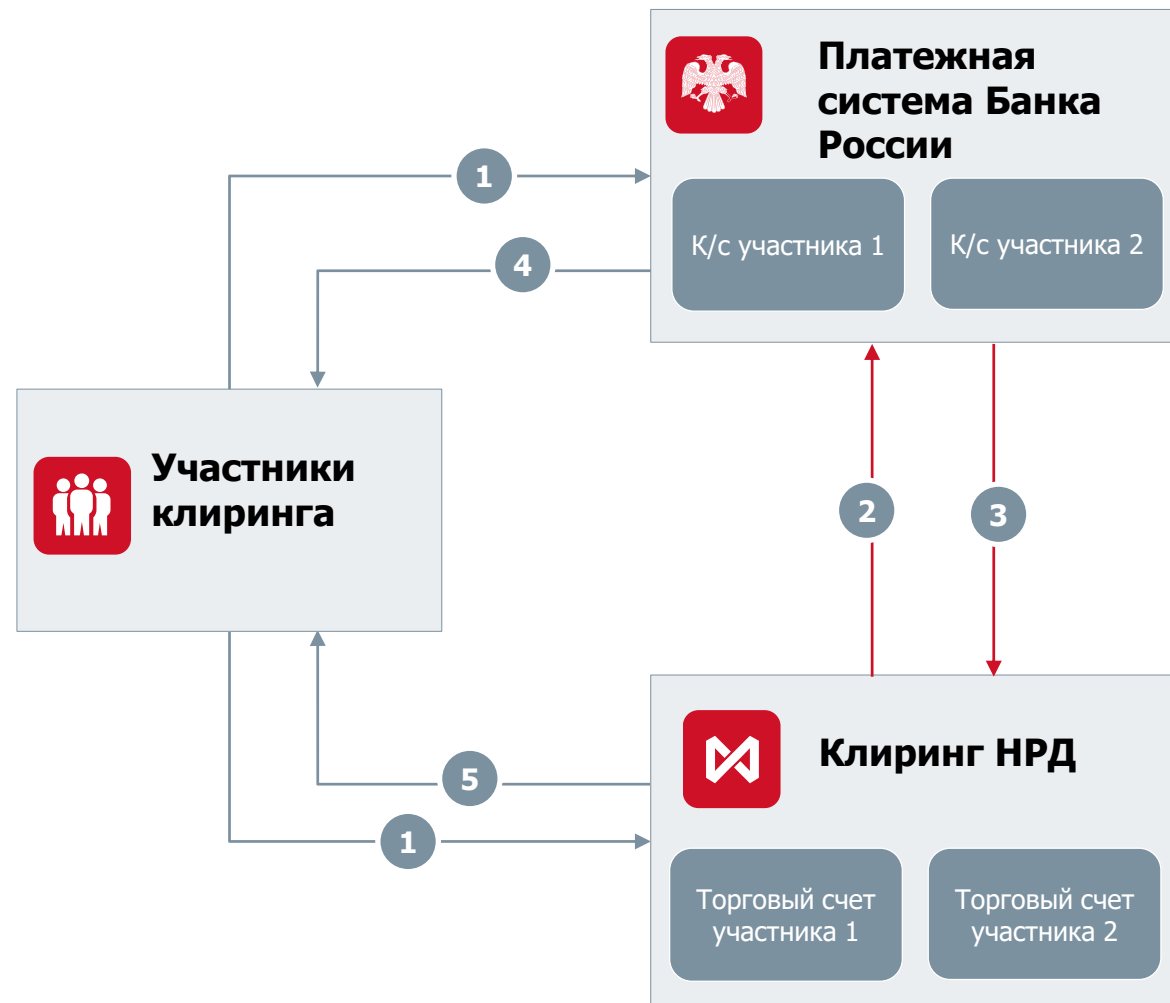 Платежная
система Банка
России
1
К/с участника 1
К/с участника 2
4
Участники
клиринга
2
3
5
Клиринг НРД
1
Торговый счет
участника 1
Торговый счет
участника 2